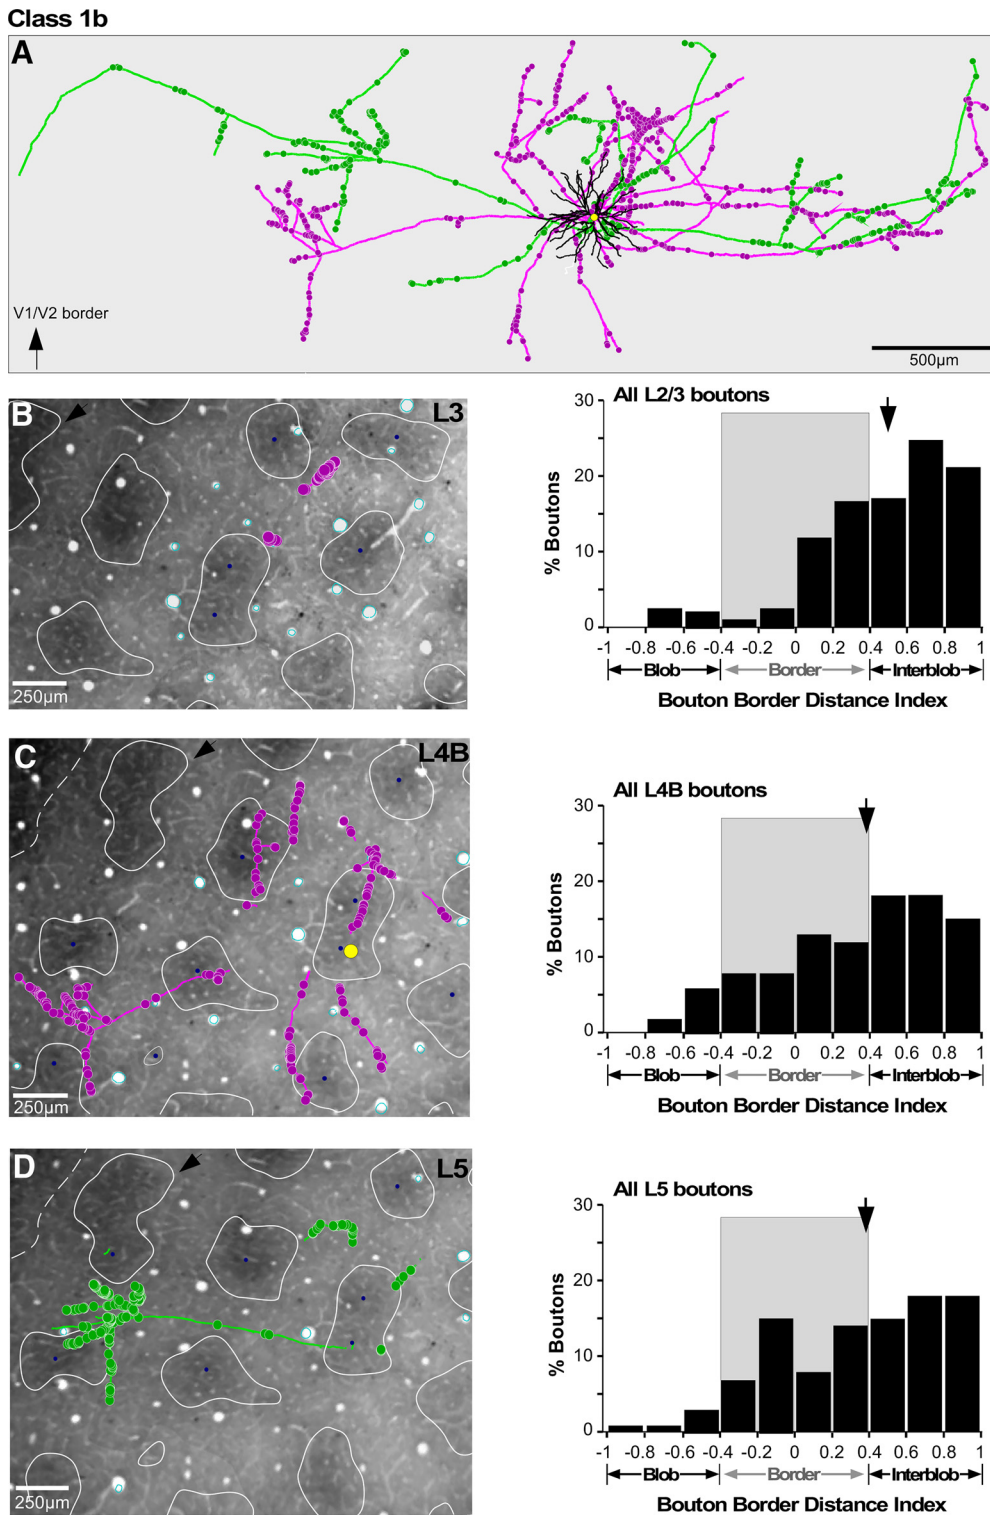 Class 1b
A
V1/V2 border
500µm
B
L3
250µm
All L2/3 boutons
30
20
10
0
% Boutons
-1 -0.8 -0.6 -0.4 -0.2 0 0.2 0.4 0.6 0.8 1
Blob Border Interblob
Bouton Border Distance Index
C
L4B
250µm
All L4B boutons
30
20
10
0
% Boutons
-1 -0.8 -0.6 -0.4 -0.2 0 0.2 0.4 0.6 0.8 1
Blob Border Interblob
Bouton Border Distance Index
D
L5
250µm
All L5 boutons
30
20
10
0
% Boutons
-1 -0.8 -0.6 -0.4 -0.2 0 0.2 0.4 0.6 0.8 1
Blob Border Interblob
Bouton Border Distance Index